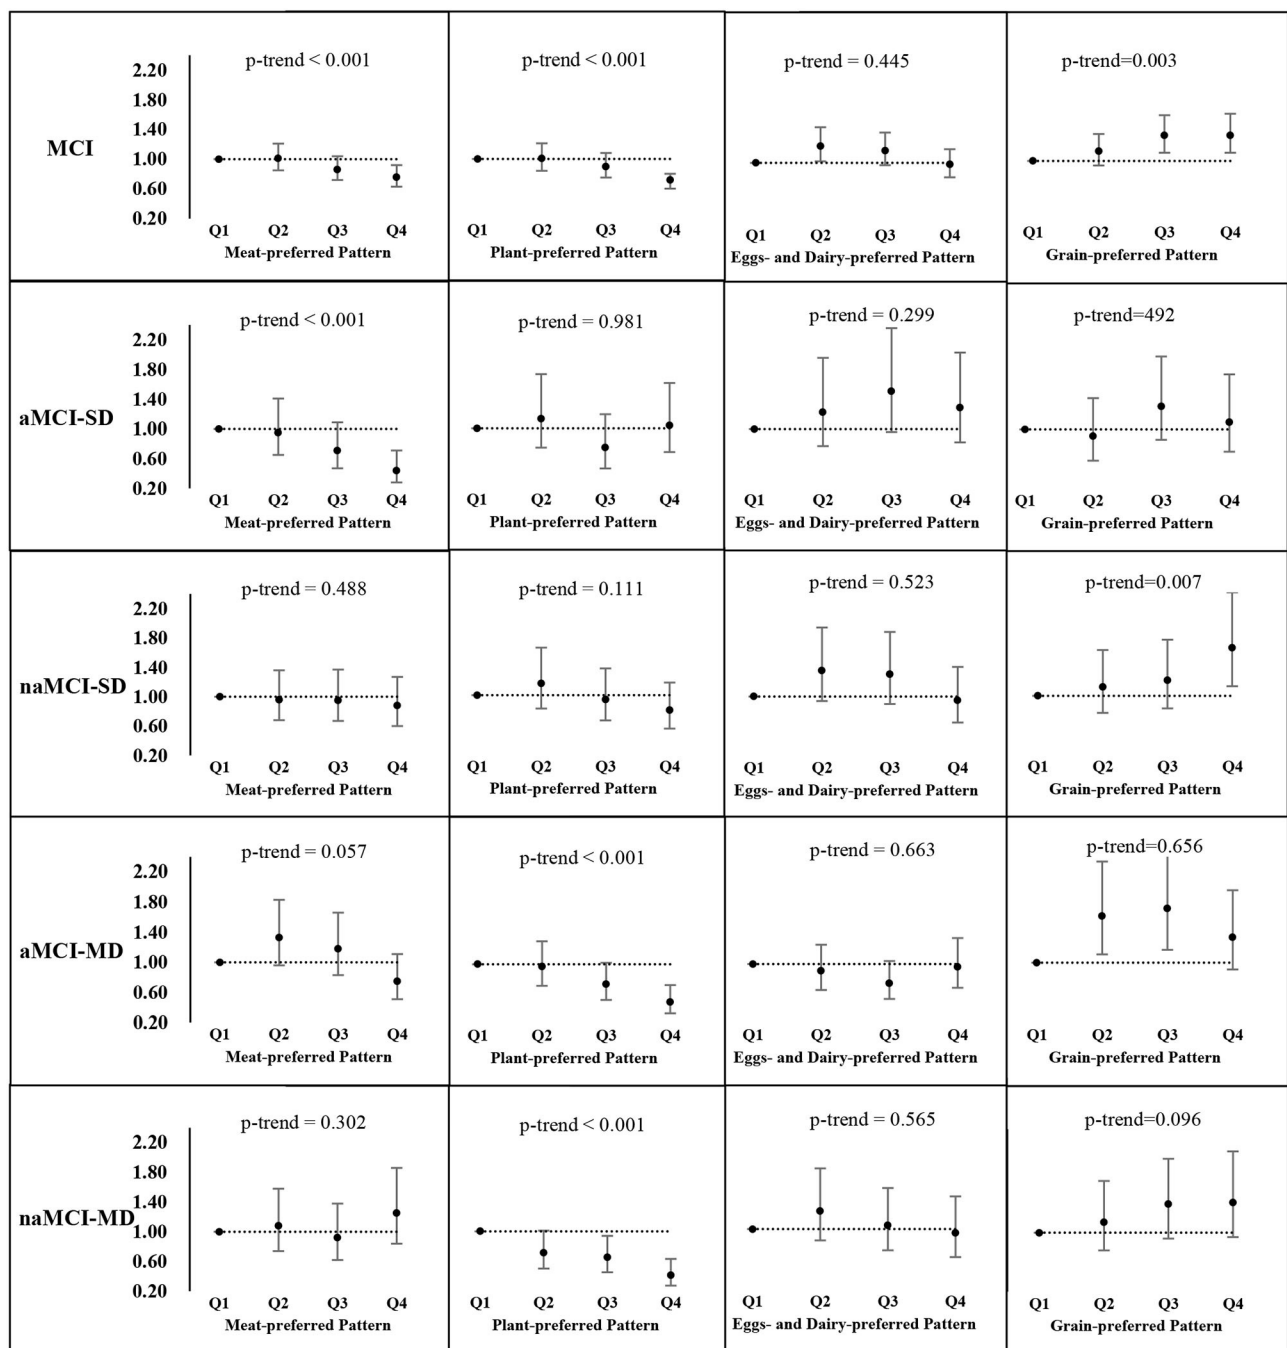 p-trend < 0.001
p-trend < 0.001
p-trend = 0.445
p-trend=0.003
MCI
2.20
1.80
1.40
1.00
0.60
0.20
Q1 Q2 Q3 Q4
Meat-preferred Pattern
Q1 Q2 Q3 Q4
Plant-preferred Pattern
Q1 Q2 Q3 Q4
Eggs- and Dairy-preferred Pattern
Q1 Q2 Q3 Q4
Grain-preferred Pattern
p-trend < 0.001
p-trend = 0.981
p-trend = 0.299
p-trend=492
aMCI-SD
2.20
1.80
1.40
1.00
0.60
0.20
Q1 Q2 Q3 Q4
Meat-preferred Pattern
Q1 Q2 Q3 Q4
Plant-preferred Pattern
Q1 Q2 Q3 Q4
Eggs- and Dairy-preferred Pattern
Q1 Q2 Q3 Q4
Grain-preferred Pattern
p-trend = 0.488
p-trend = 0.111
p-trend = 0.523
p-trend=0.007
naMCI-SD
2.20
1.80
1.40
1.00
0.60
0.20
Q1 Q2 Q3 Q4
Meat-preferred Pattern
Q1 Q2 Q3 Q4
Plant-preferred Pattern
Q1 Q2 Q3 Q4
Eggs- and Dairy-preferred Pattern
Q1 Q2 Q3 Q4
Grain-preferred Pattern
p-trend = 0.057
p-trend < 0.001
p-trend = 0.663
p-trend=0.656
aMCI-MD
2.20
1.80
1.40
1.00
0.60
0.20
Q1 Q2 Q3 Q4
Meat-preferred Pattern
Q1 Q2 Q3 Q4
Plant-preferred Pattern
Q1 Q2 Q3 Q4
Eggs- and Dairy-preferred Pattern
Q1 Q2 Q3 Q4
Grain-preferred Pattern
p-trend = 0.302
p-trend < 0.001
p-trend = 0.565
p-trend=0.096
naMCI-MD
2.20
1.80
1.40
1.00
0.60
0.20
Q1 Q2 Q3 Q4
Meat-preferred Pattern
Q1 Q2 Q3 Q4
Plant-preferred Pattern
Q1 Q2 Q3 Q4
Eggs- and Dairy-preferred Pattern
Q1 Q2 Q3 Q4
Grain-preferred Pattern